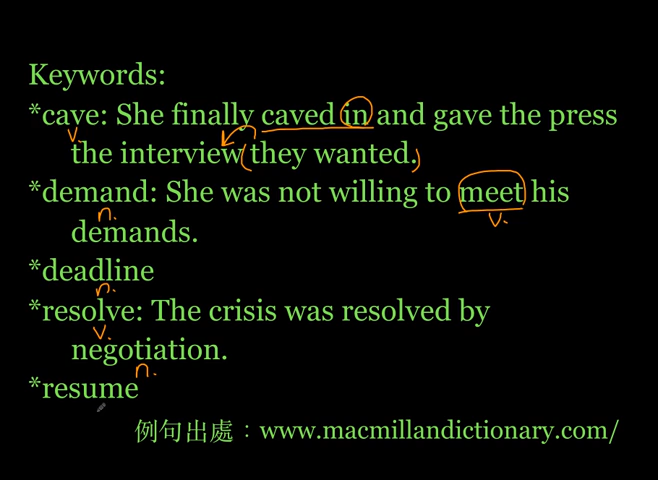 Keywords:
*cave: She finally caved in and gave the press
v.
the interview (they wanted.)
*demand: She was not willing to meet his
n. v.
demands.
*deadline
n.
*resolve: The crisis was resolved by
v.
negotiation.
n.
*resume
例句出處：www.macmillandictionary.com/